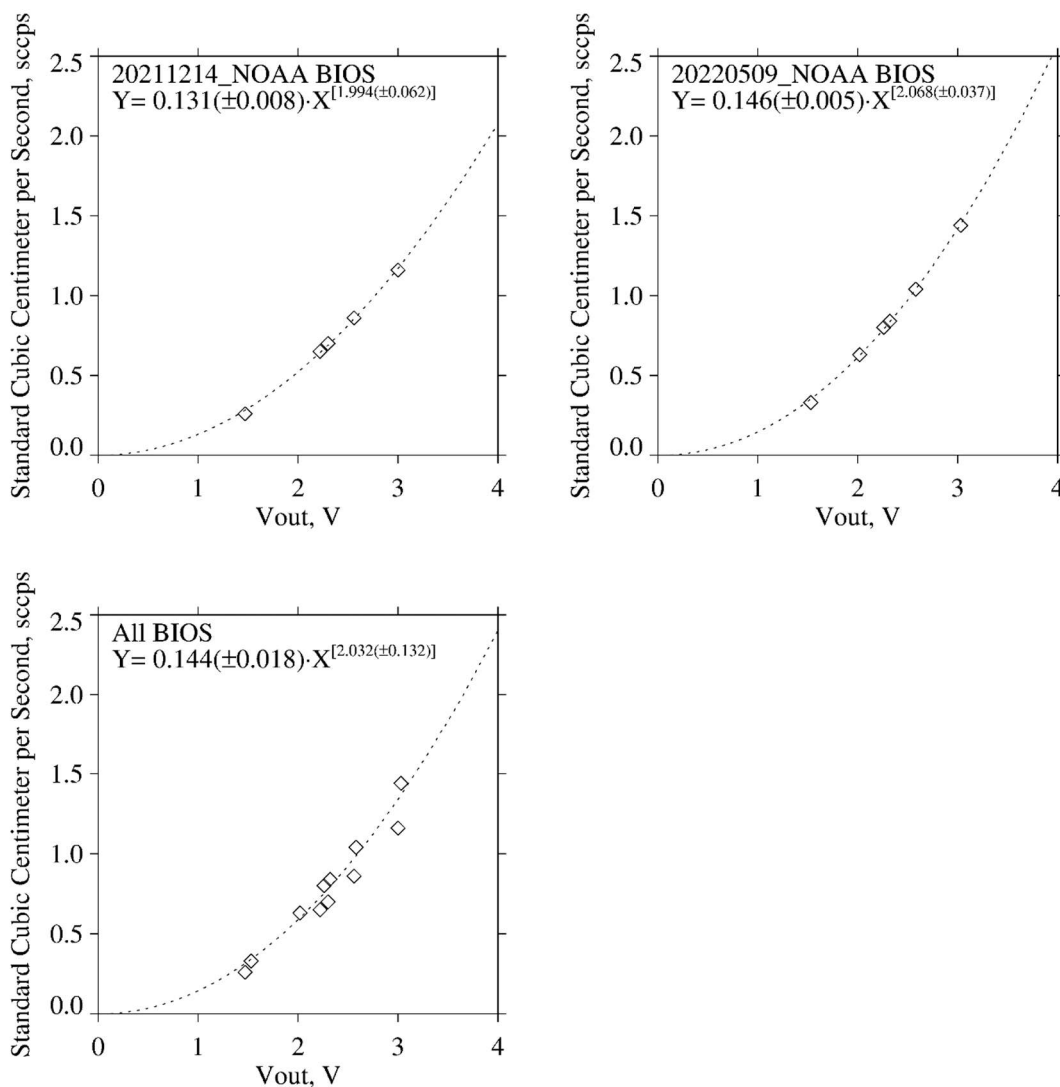 2.5
20211214_NOAA BIOS
Y= 0.131(±0.008)·X[1.994(±0.062)]
2.0
1.5
1.0
0.5
0.0
0 1 2 3 4
Vout, V
Standard Cubic Centimeter per Second, sccps
2.5
20220509_NOAA BIOS
Y= 0.146(±0.005)·X[2.068(±0.037)]
2.0
1.5
1.0
0.5
0.0
0 1 2 3 4
Vout, V
Standard Cubic Centimeter per Second, sccps
2.5
All BIOS
Y= 0.144(±0.018)·X[2.032(±0.132)]
2.0
1.5
1.0
0.5
0.0
0 1 2 3 4
Vout, V
Standard Cubic Centimeter per Second, sccps